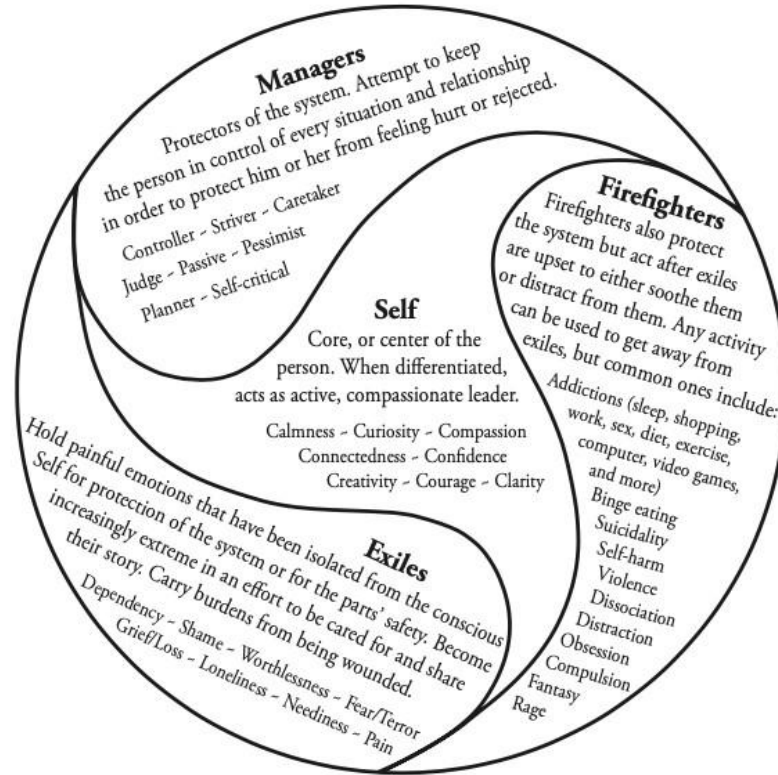 Managers
Protectors of the system. Attempt to keep
the person in control of every situation and relationship
in order to protect him or her from feeling hurt or rejected.
Controller ~ Striver ~ Caretaker
Judge ~ Passive ~ Pessimist
Planner ~ Self-critical
Firefighters
Firefighters also protect
the system but act after exiles
are upset to either soothe them
or distract from them. Any activity
can be used to get away from
exiles, but common ones include:
Addictions (sleep, shopping,
work, sex, diet, exercise,
computer, video games,
and more)
Binge eating
Suicidality
Self-harm
Violence
Dissociation
Distraction
Obsession
Compulsion
Fantasy
Rage
Self
Core, or center of the
person. When differentiated,
acts as active, compassionate leader.
Calmness ~ Curiosity ~ Compassion
Connectedness ~ Confidence
Creativity ~ Courage ~ Clarity
Exiles
Hold painful emotions that have been isolated from the conscious
Self for protection of the system or for the parts' safety. Become
increasingly extreme in an effort to be cared for and share
their story. Carry burdens from being wounded.
Dependency ~ Shame ~ Worthlessness ~ Fear/Terror
Grief/Loss ~ Loneliness ~ Neediness ~ Pain